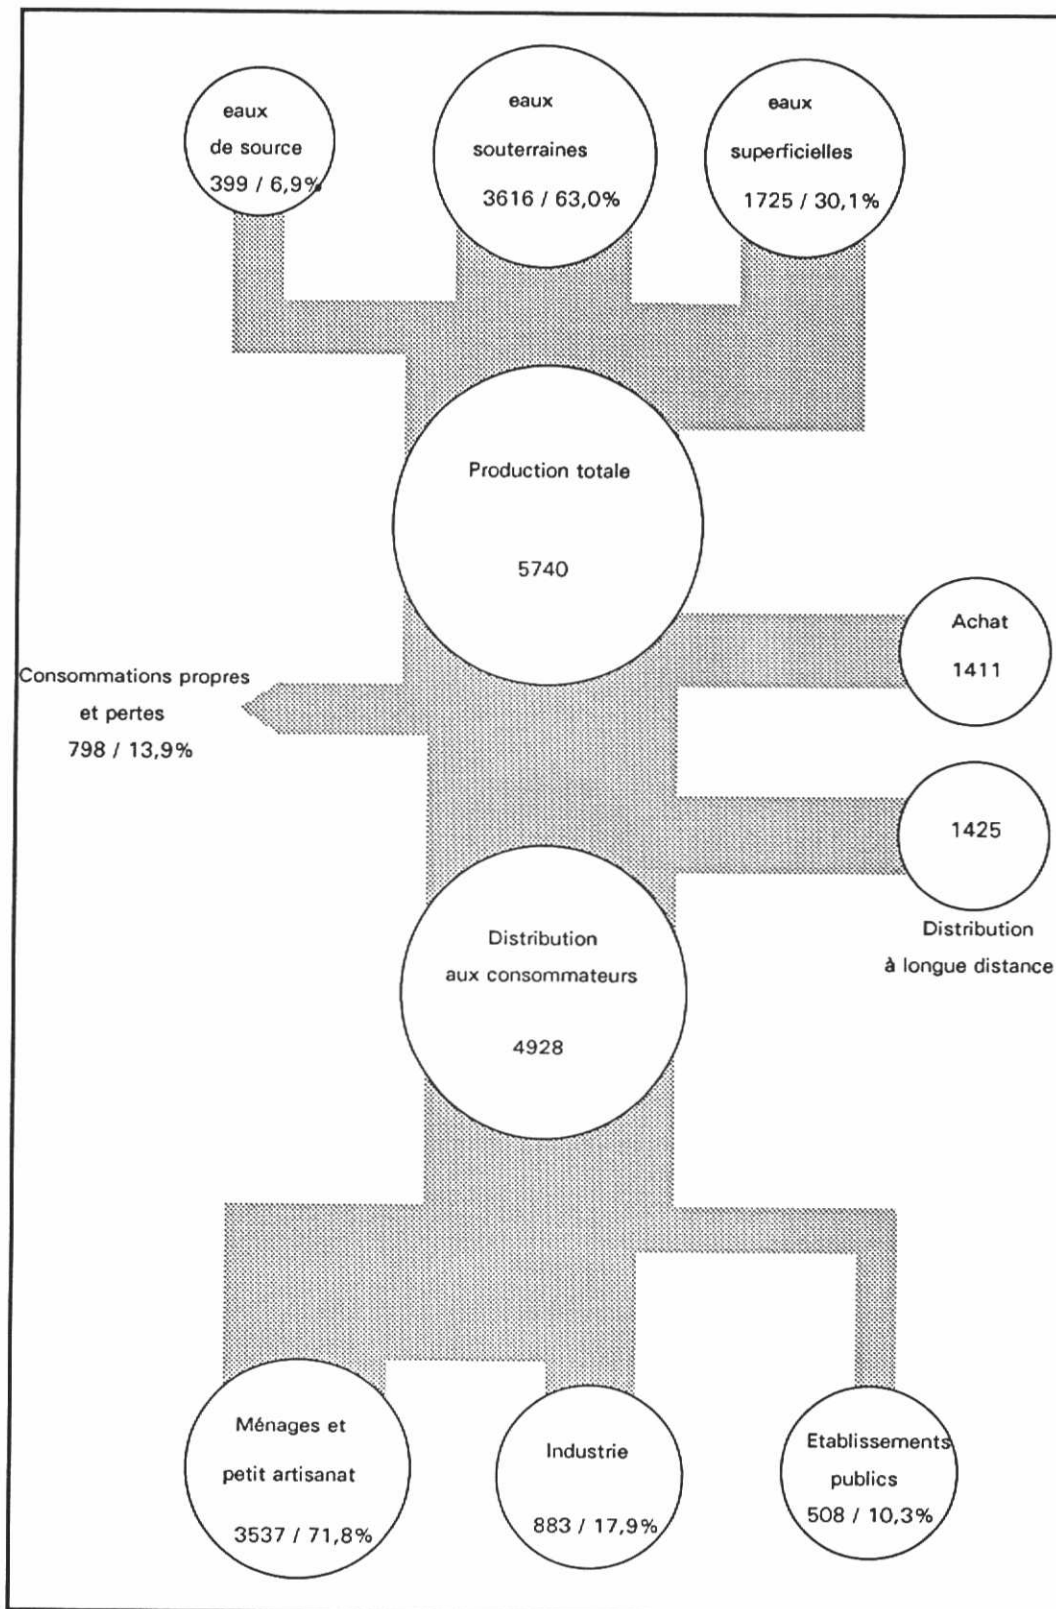 eaux
de source
399 / 6,9%
eaux
souterraines
3616 / 63,0%
eaux
superficielles
1725 / 30,1%
Production totale
5740
Achat
1411
Consommations propres
et pertes
798 / 13,9%
1425
Distribution
à longue distance
Distribution
aux consommateurs
4928
Ménages et
petit artisanat
3537 / 71,8%
Industrie
883 / 17,9%
Etablissements
publics
508 / 10,3%